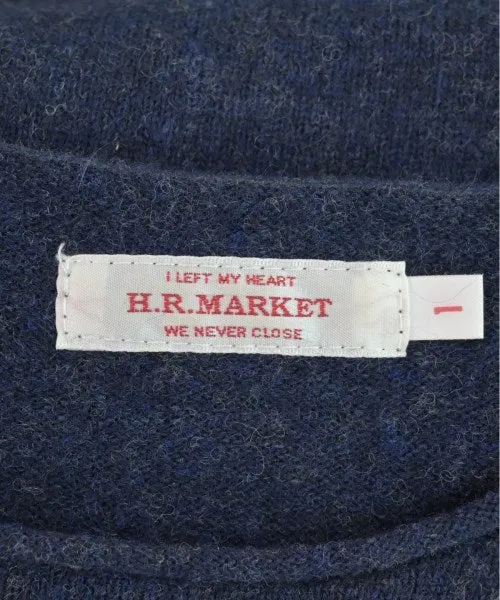 I LEFT MY HEART
H.R.MARKET
WE NEVER CLOSE
1